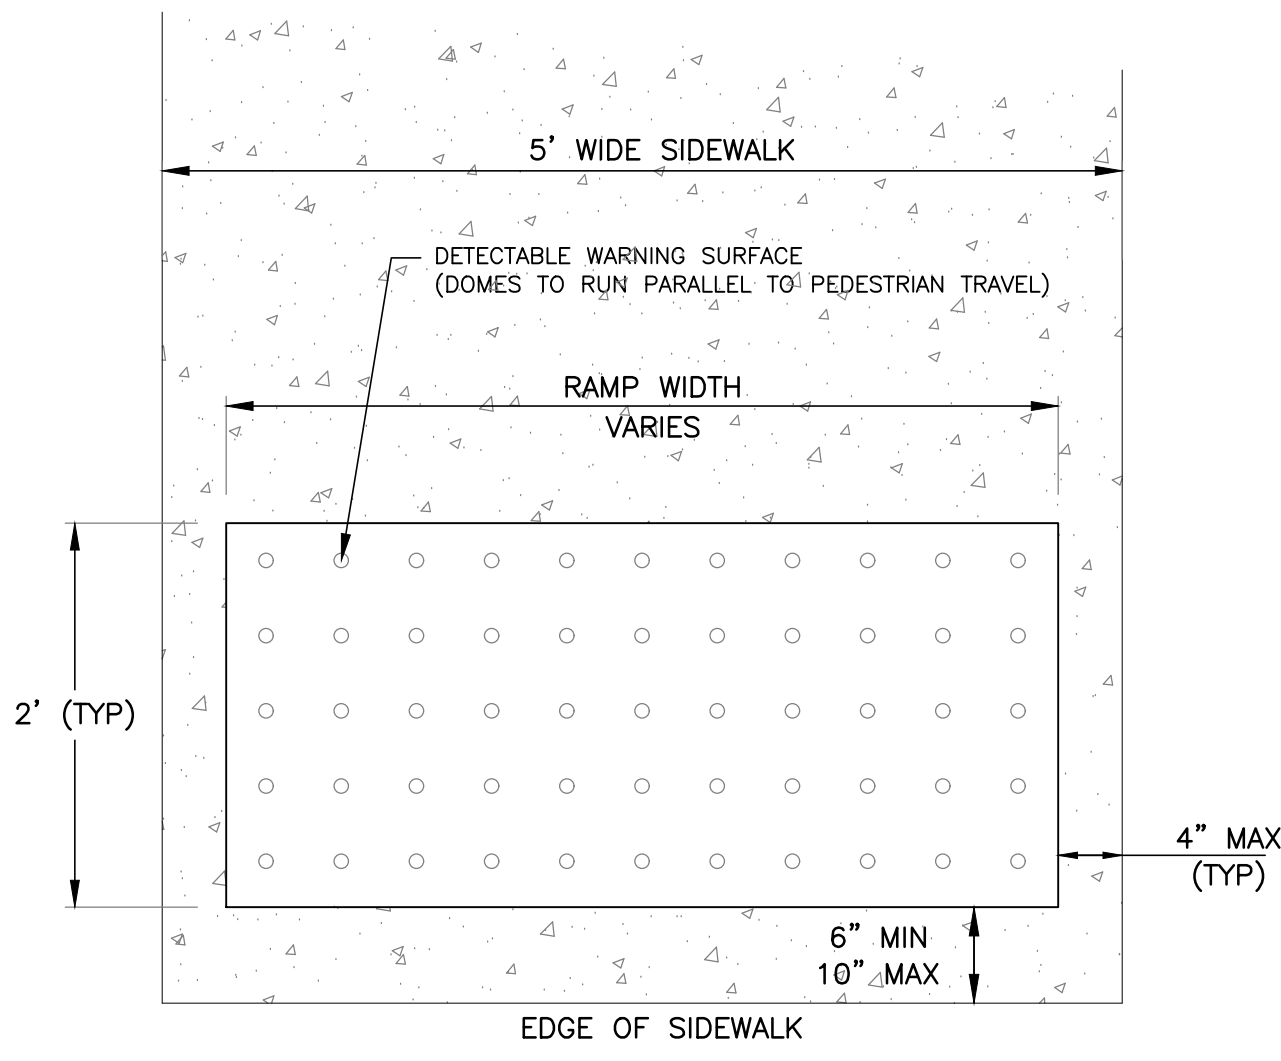 5' WIDE SIDEWALK
DETECTABLE WARNING SURFACE
(DOMES TO RUN PARALLEL TO PEDESTRIAN TRAVEL)
RAMP WIDTH
VARIES
2' (TYP)
4” MAX
(TYP)
6” MIN
10” MAX
EDGE OF SIDEWALK